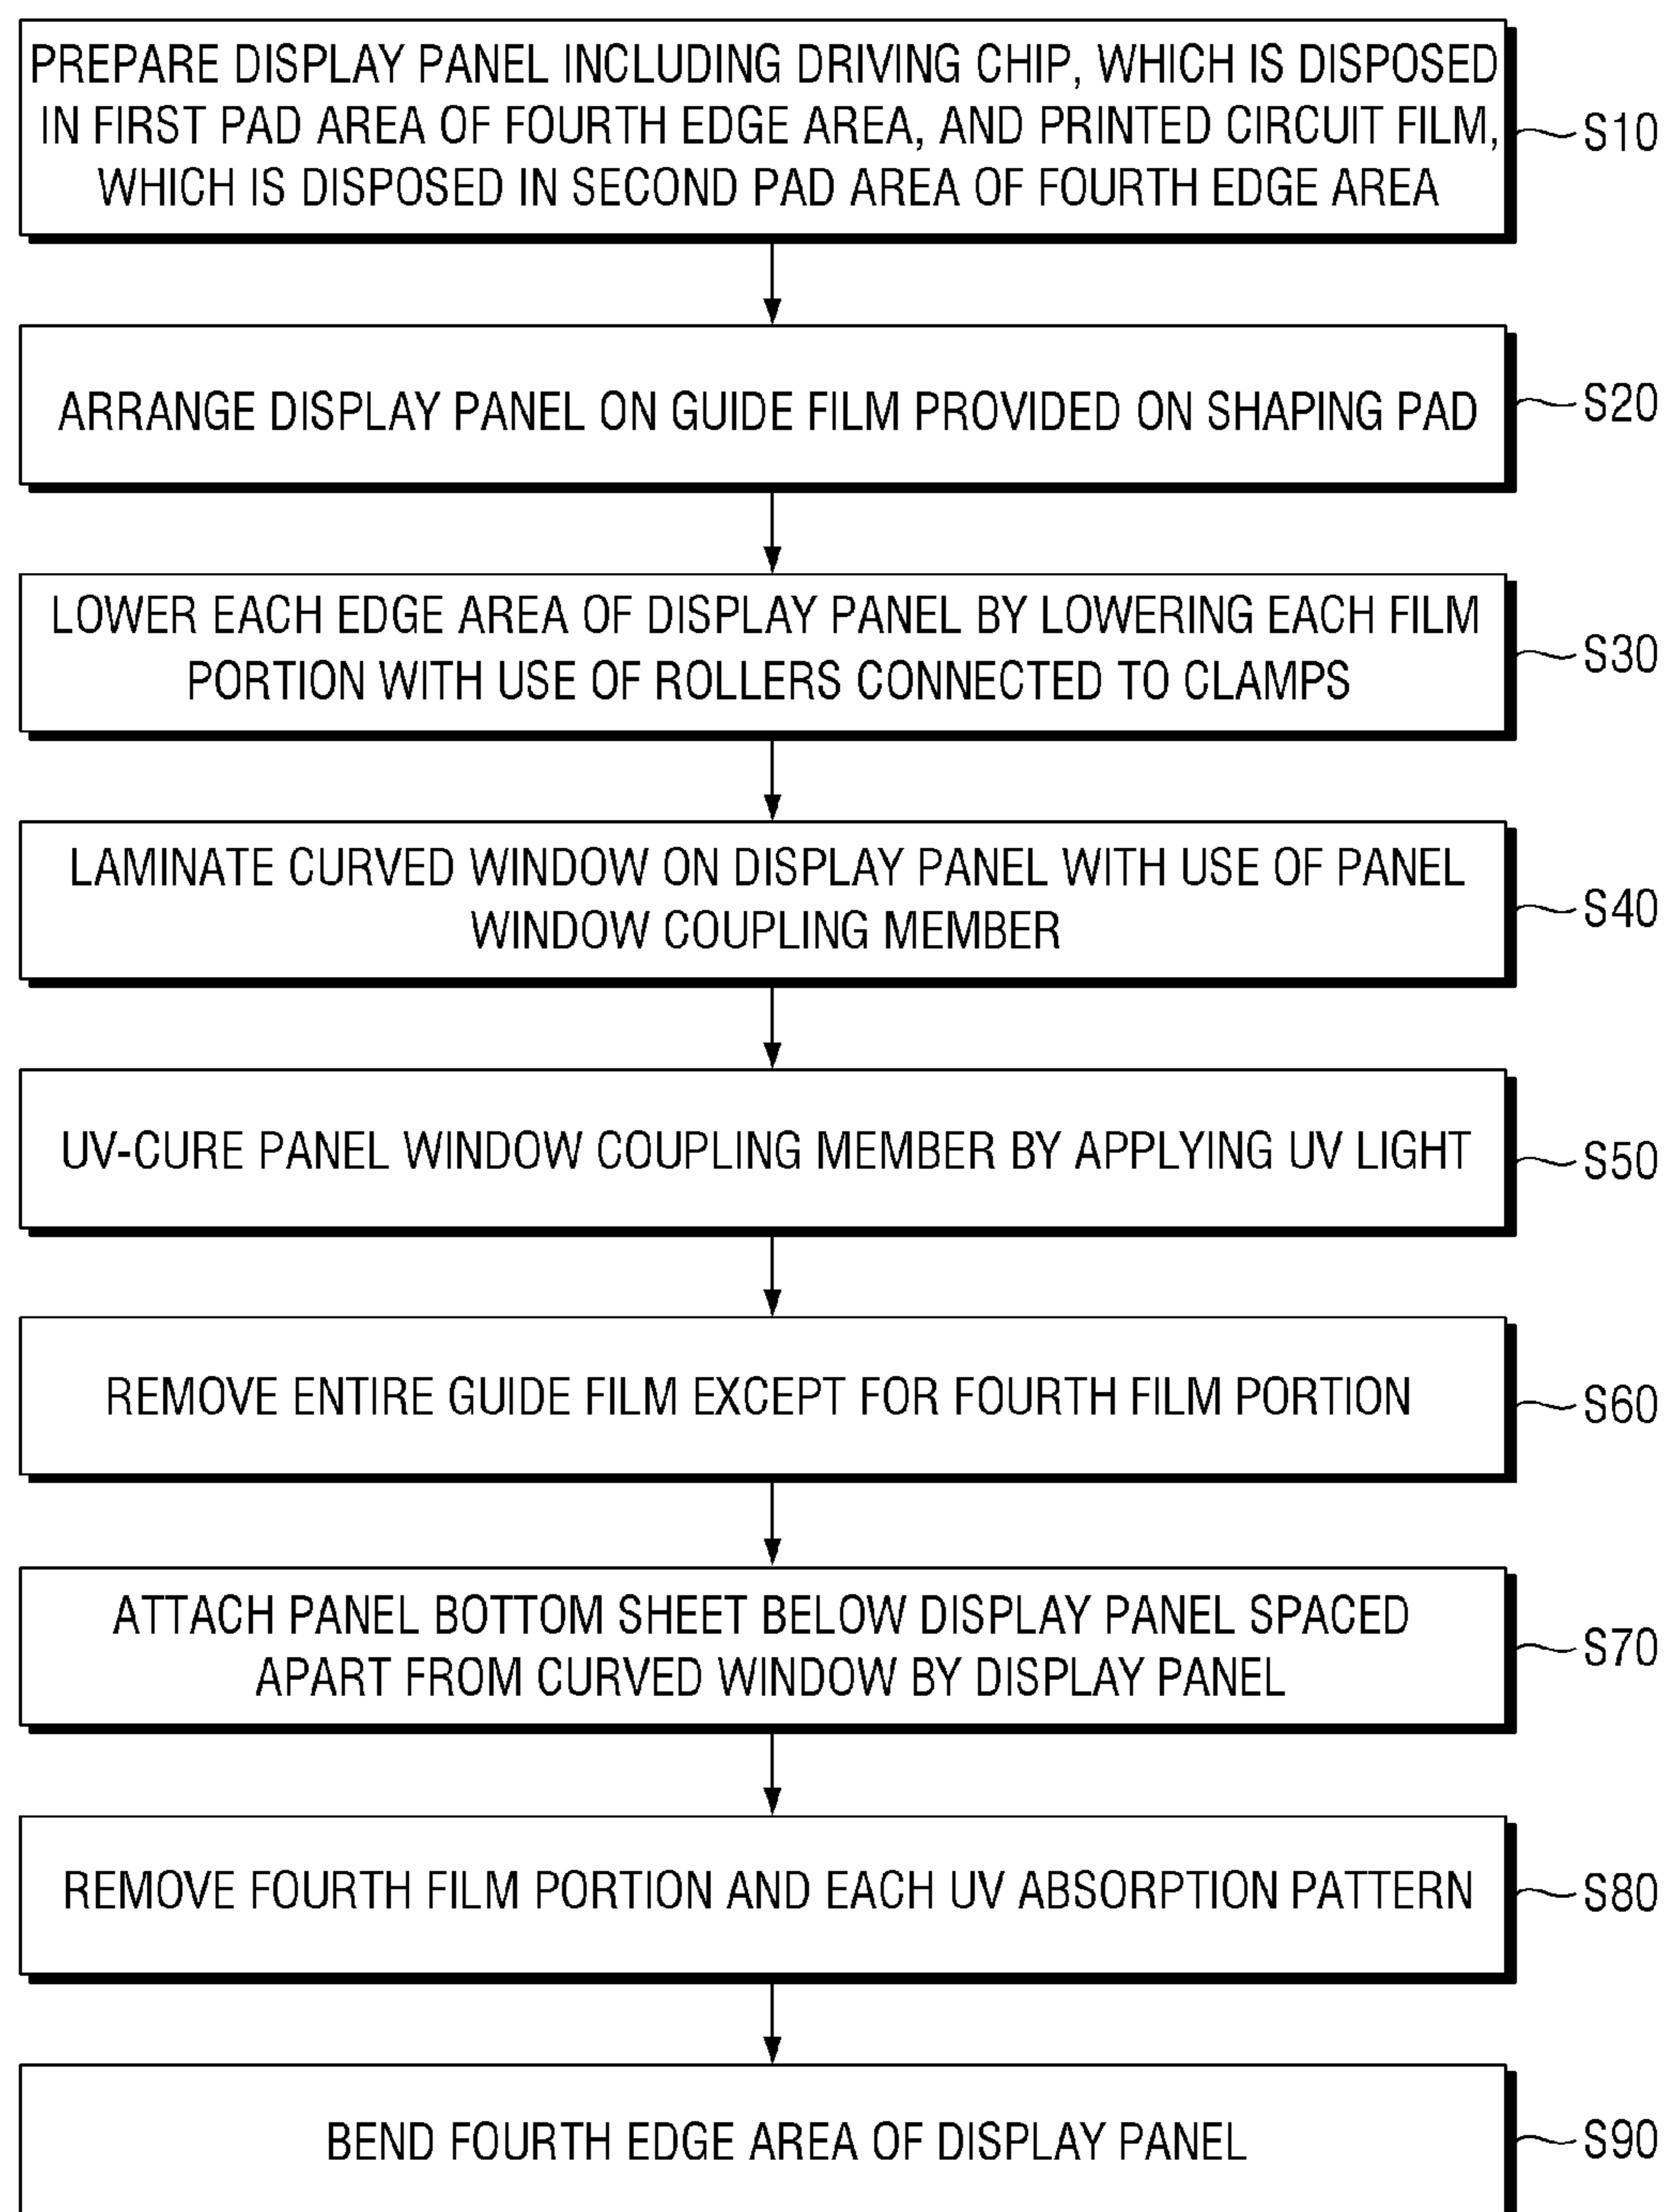 PREPARE DISPLAY PANEL INCLUDING DRIVING CHIP, WHICH IS DISPOSED
IN FIRST PAD AREA OF FOURTH EDGE AREA, AND PRINTED CIRCUIT FILM,
WHICH IS DISPOSED IN SECOND PAD AREA OF FOURTH EDGE AREA
S10
ARRANGE DISPLAY PANEL ON GUIDE FILM PROVIDED ON SHAPING PAD
S20
LOWER EACH EDGE AREA OF DISPLAY PANEL BY LOWERING EACH FILM
PORTION WITH USE OF ROLLERS CONNECTED TO CLAMPS
S30
LAMINATE CURVED WINDOW ON DISPLAY PANEL WITH USE OF PANEL
WINDOW COUPLING MEMBER
S40
UV-CURE PANEL WINDOW COUPLING MEMBER BY APPLYING UV LIGHT
S50
REMOVE ENTIRE GUIDE FILM EXCEPT FOR FOURTH FILM PORTION
S60
ATTACH PANEL BOTTOM SHEET BELOW DISPLAY PANEL SPACED
APART FROM CURVED WINDOW BY DISPLAY PANEL
S70
REMOVE FOURTH FILM PORTION AND EACH UV ABSORPTION PATTERN
S80
BEND FOURTH EDGE AREA OF DISPLAY PANEL
S90